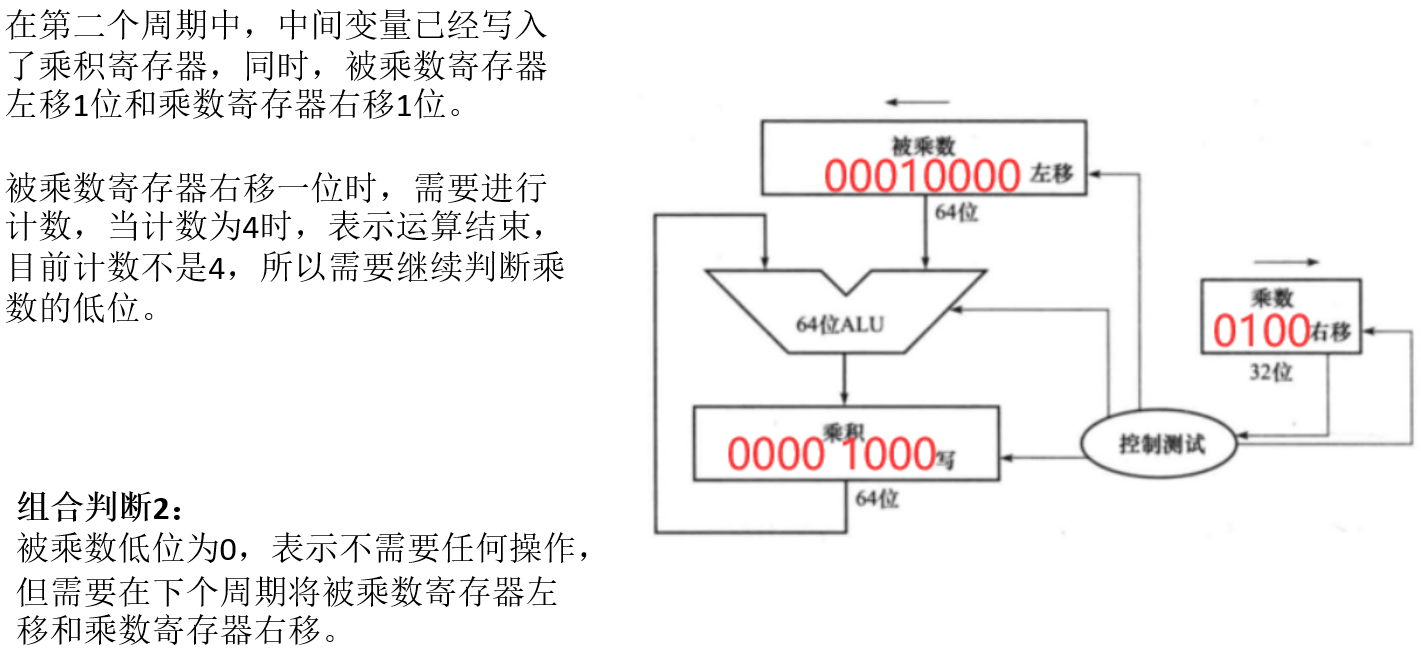 在第二个周期中，中间变量已经写入
了乘积寄存器，同时，被乘数寄存器
左移1位和乘数寄存器右移1位。
被乘数寄存器右移一位时，需要进行
计数，当计数为4时，表示运算结束，
目前计数不是4，所以需要继续判断乘
数的低位。
组合判断2：
被乘数低位为0，表示不需要任何操作，
但需要在下个周期将被乘数寄存器左
移和乘数寄存器右移。
被乘数
00010000 左移
64位
64位ALU
乘数
0100右移
32位
乘积
0000 1000写
64位
控制测试